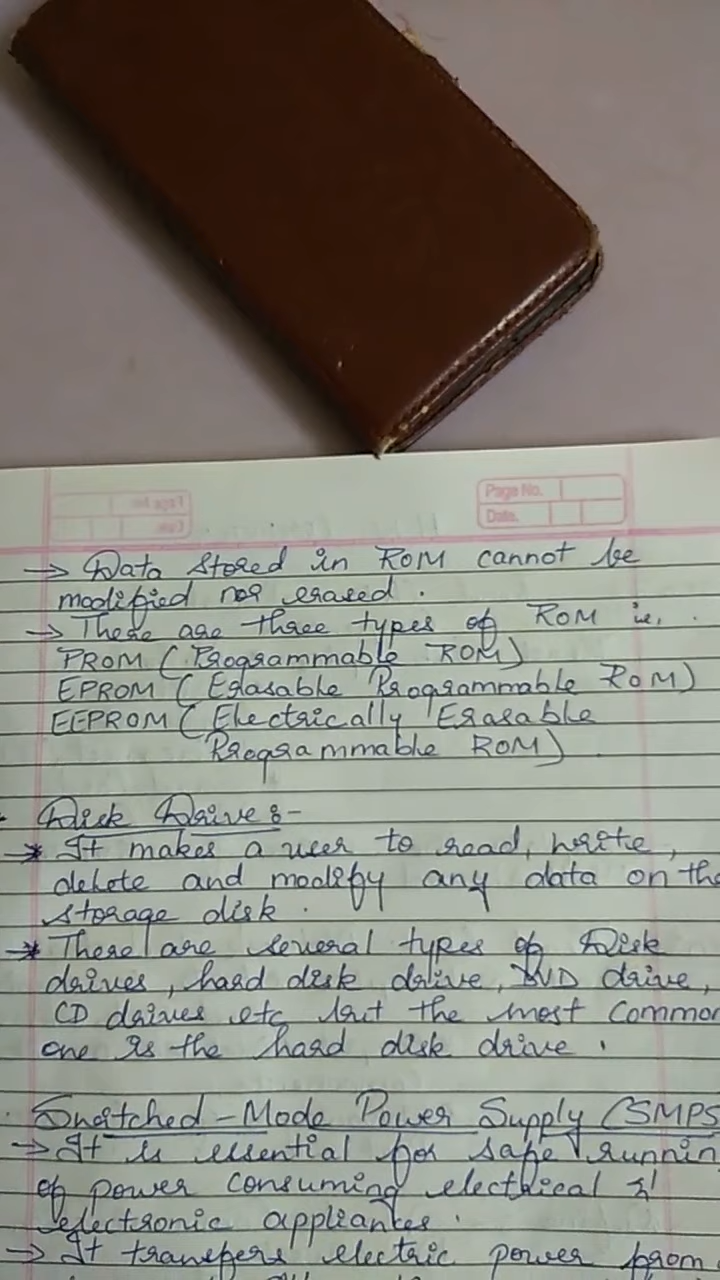 Page No.
Date.
→ Data stored in ROM cannot be
modified nor erased.
→ There are three types of ROM i.e.
PROM (Programmable ROM)
EPROM (Erasable Programmable ROM)
EEPROM (Electrically Erasable
Programmable ROM)
Disk Drive :-
* It makes a user to read, write,
delete and modify any data on the
storage disk.
* There are several types of Disk
drives, hard disk drive, DVD drive,
CD drives etc but the most common
one is the hard disk drive.
Switched-Mode Power Supply (SMPS
→ It is essential for safe runnin
of power consuming electrical &
electronic appliances.
→ It transfers electric power from